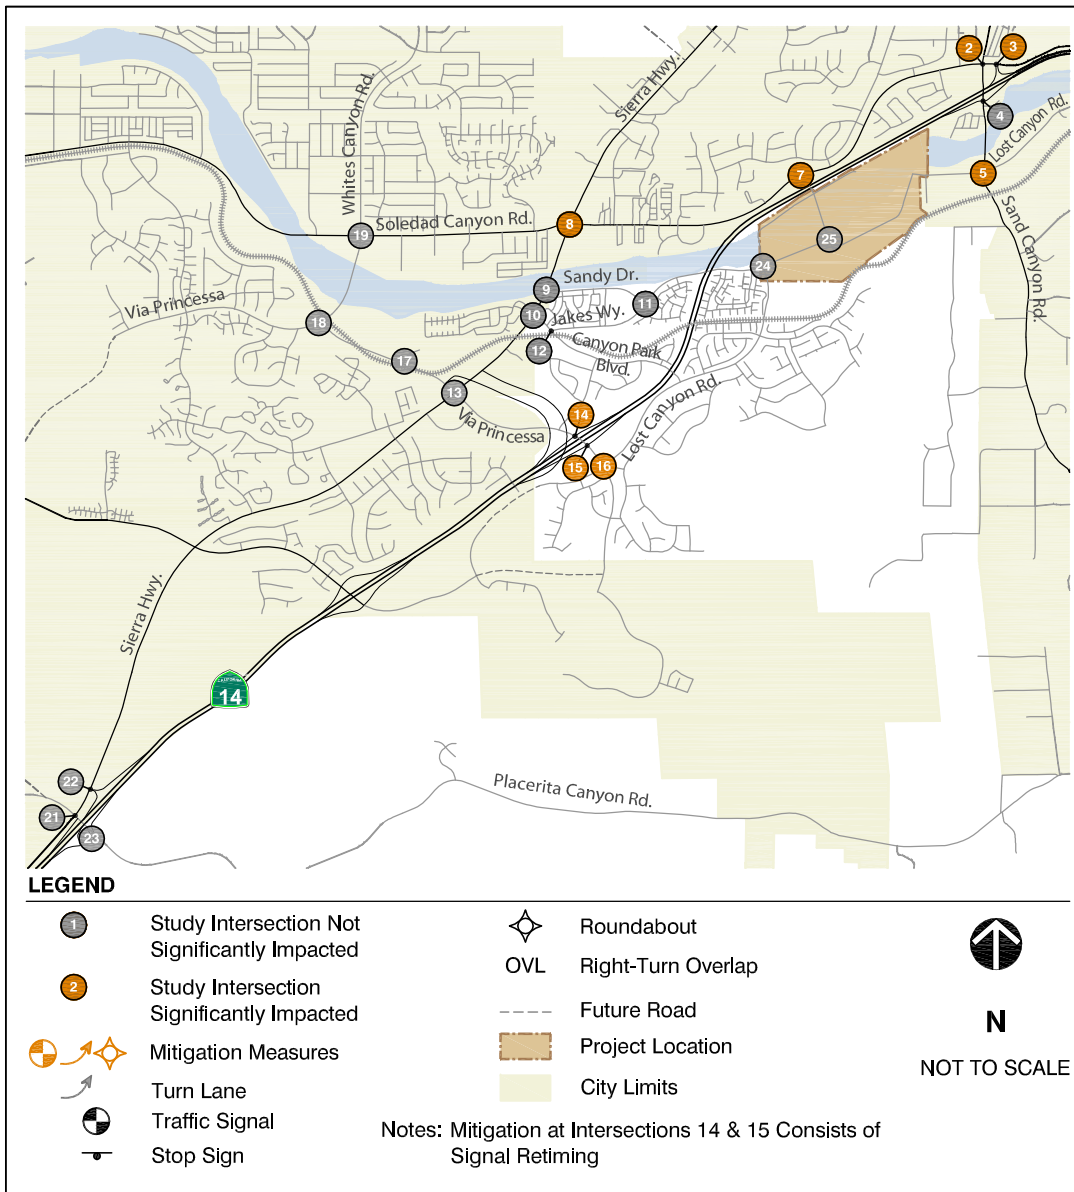 2
3
4
Lost Canyon Rd.
5
7
Sierra Hwy.
Whites Canyon Rd.
8
Soledad Canyon Rd.
19
Sand Canyon Rd.
25
24
Sandy Dr.
9
Via Princessa
11
10
Jakes Wy.
18
12
Canyon Park
Blvd.
17
13
Via Princessa
14
Lost Canyon Rd.
15
16
Sierra Hwy.
CALIFORNIA
14
22
Placerita Canyon Rd.
21
23
LEGEND
1
Study Intersection Not
Significantly Impacted
2
Study Intersection
Significantly Impacted
Mitigation Measures
Turn Lane
Traffic Signal
Stop Sign
Roundabout
OVL Right-Turn Overlap
Future Road
Project Location
City Limits
Notes: Mitigation at Intersections 14 & 15 Consists of
Signal Retiming
N
NOT TO SCALE